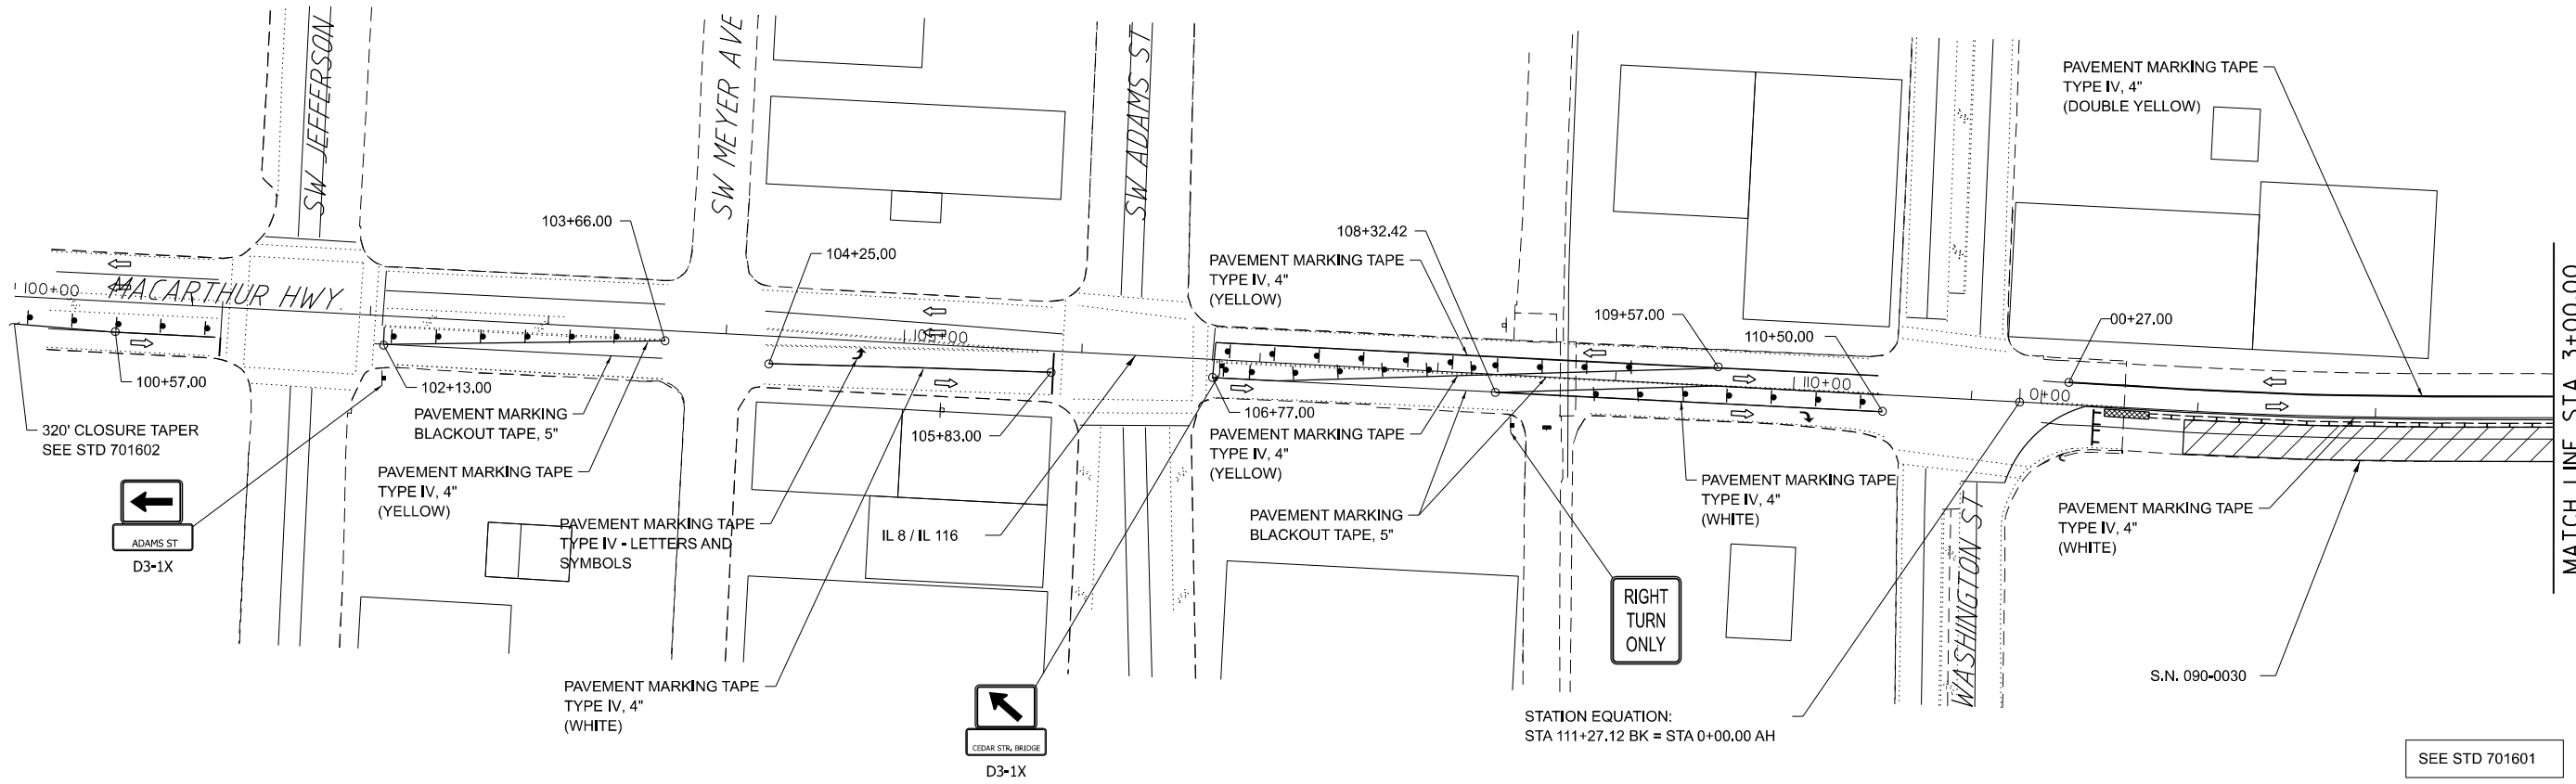 SW JEFFERSON
SW MEYER AVE
SW ADAMS ST
PAVEMENT MARKING TAPE
TYPE IV, 4"
(DOUBLE YELLOW)
103+66.00
104+25.00
108+32.42
PAVEMENT MARKING TAPE
TYPE IV, 4"
(YELLOW)
109+57.00
110+50.00
00+27.00
MATCH LINE STA 3+00.00
100+00
MACARTHUR HWY.
105+00
110+00
0+00
100+57.00
102+13.00
320' CLOSURE TAPER
SEE STD 701602
PAVEMENT MARKING
BLACKOUT TAPE, 5"
105+83.00
106+77.00
PAVEMENT MARKING TAPE
TYPE IV, 4"
(YELLOW)
PAVEMENT MARKING TAPE
TYPE IV, 4"
(YELLOW)
PAVEMENT MARKING TAPE
TYPE IV, 4"
(WHITE)
PAVEMENT MARKING TAPE
TYPE IV - LETTERS AND
SYMBOLS
IL 8 / IL 116
PAVEMENT MARKING
BLACKOUT TAPE, 5"
PAVEMENT MARKING TAPE
TYPE IV, 4"
(WHITE)
ADAMS ST
D3-1X
RIGHT
TURN
ONLY
WASHINGTON ST
PAVEMENT MARKING TAPE
TYPE IV, 4"
(WHITE)
CEDAR STR. BRIDGE
D3-1X
STATION EQUATION:
STA 111+27.12 BK = STA 0+00.00 AH
S.N. 090-0030
SEE STD 701601